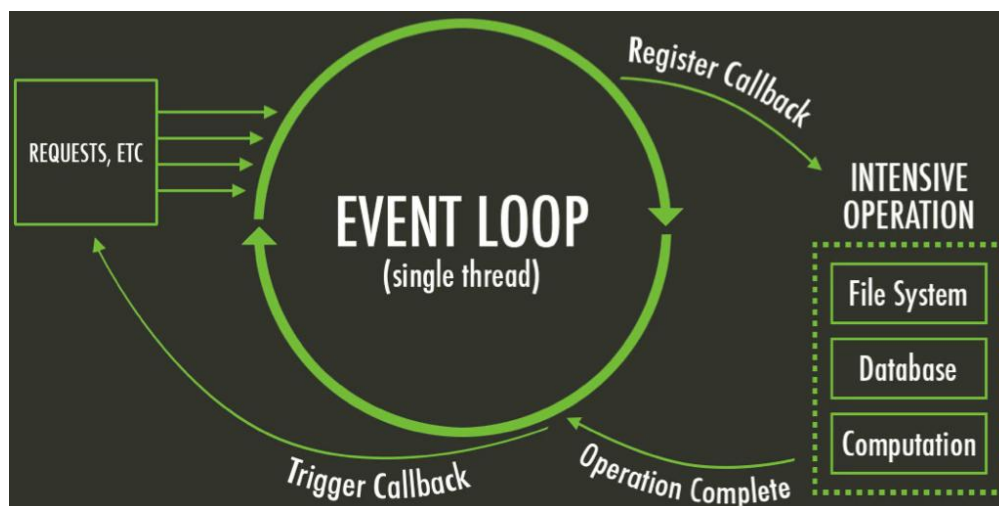 REQUESTS, ETC
EVENT LOOP
(single thread)
Register Callback
INTENSIVE
OPERATION
File System
Database
Computation
Operation Complete
Trigger Callback